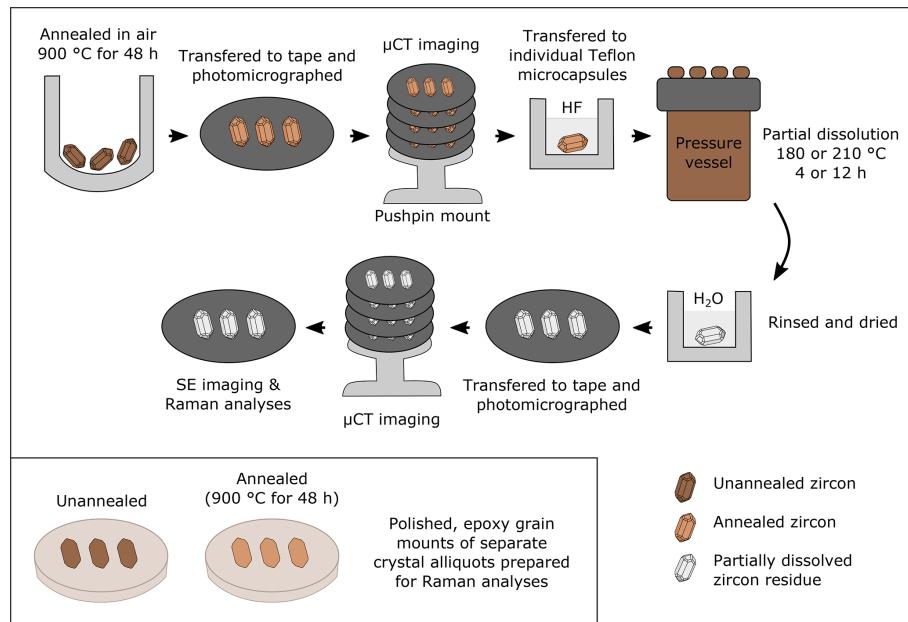 Annealed in air
900 °C for 48 h
Transfered to tape and
photomicrographed
µCT imaging
Pushpin mount
Transfered to
individual Teflon
microcapsules
HF
Pressure
vessel
Partial dissolution
180 or 210 °C
4 or 12 h
H₂O
Rinsed and dried
Transfered to tape and
photomicrographed
µCT imaging
SE imaging &
Raman analyses
Unannealed
Annealed
(900 °C for 48 h)
Polished, epoxy grain
mounts of separate
crystal alliquots prepared
for Raman analyses
Unannealed zircon
Annealed zircon
Partially dissolved
zircon residue